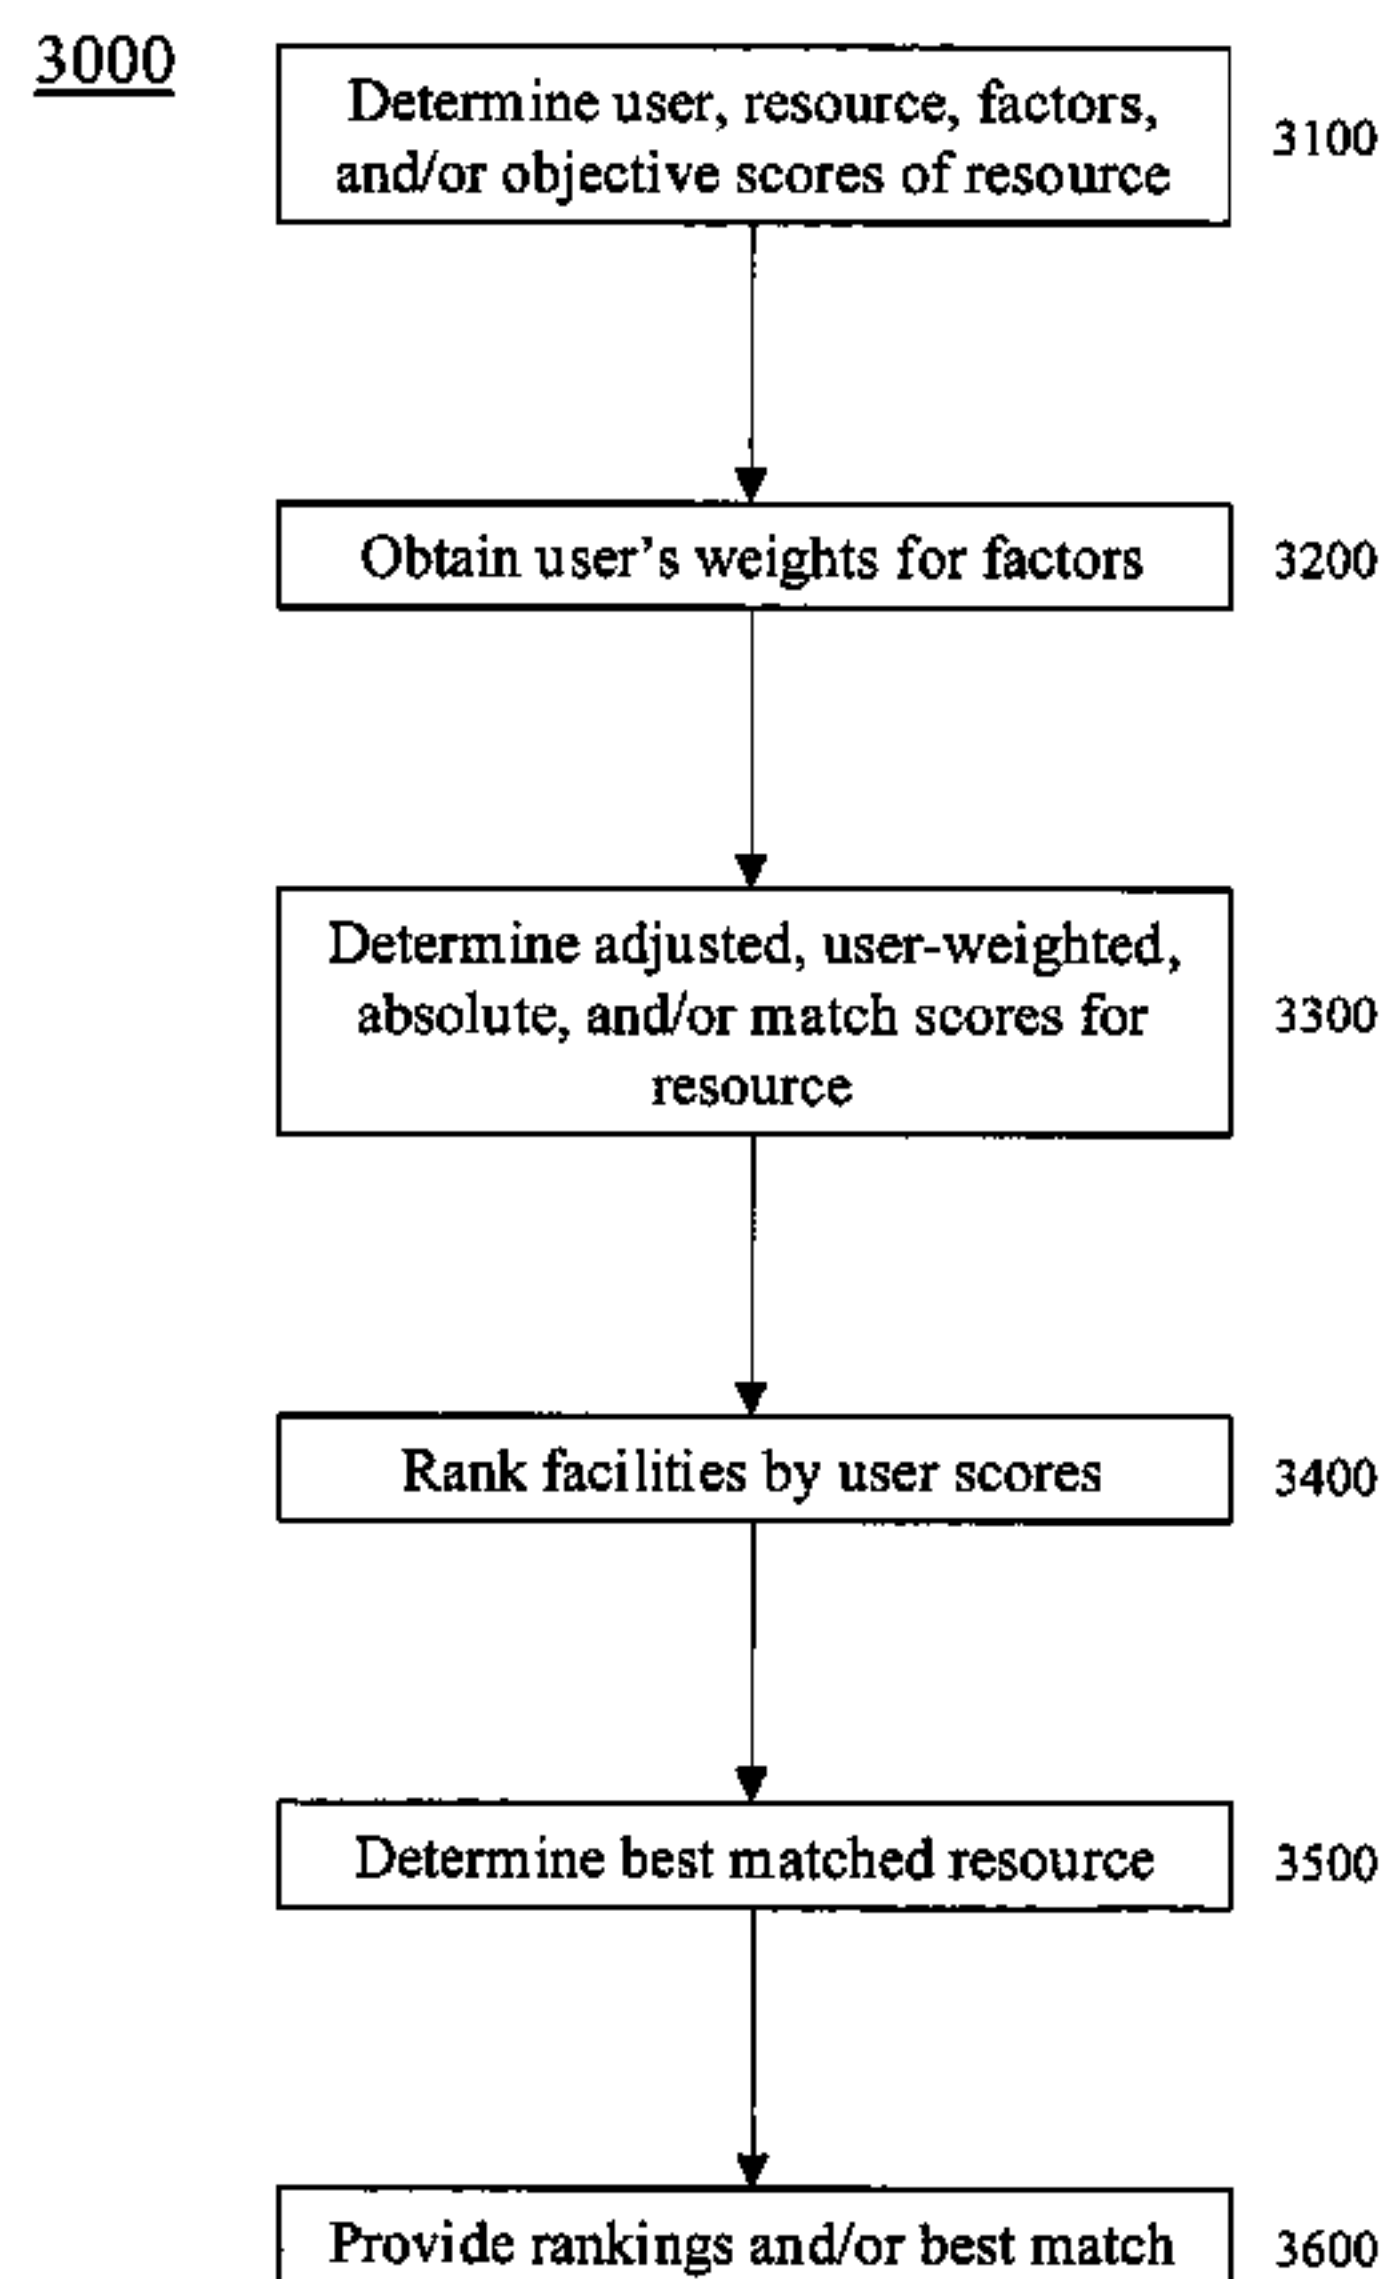 3000
Determine user, resource, factors,
and/or objective scores of resource
3100
Obtain user's weights for factors
3200
Determine adjusted, user-weighted,
absolute, and/or match scores for
resource
3300
Rank facilities by user scores
3400
Determine best matched resource
3500
Provide rankings and/or best match
3600